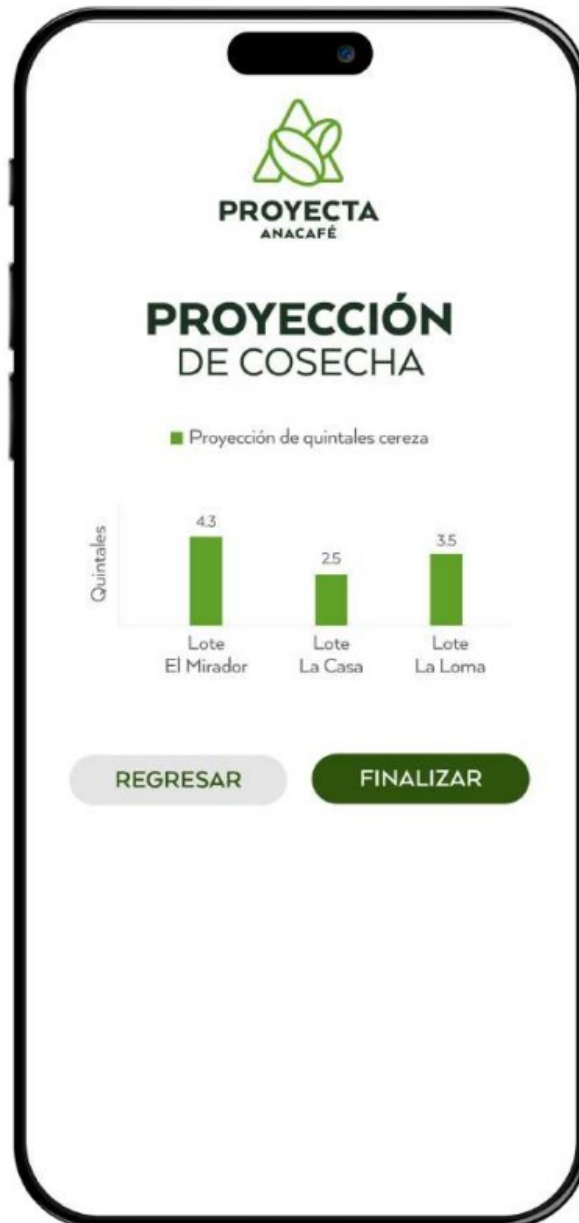 PROYECTA
ANACAFÉ
PROYECCIÓN
DE COSECHA
Proyección de quintales cereza
Quintales
4.3
2.5
3.5
Lote
El Mirador
Lote
La Casa
Lote
La Loma
REGRESAR
FINALIZAR